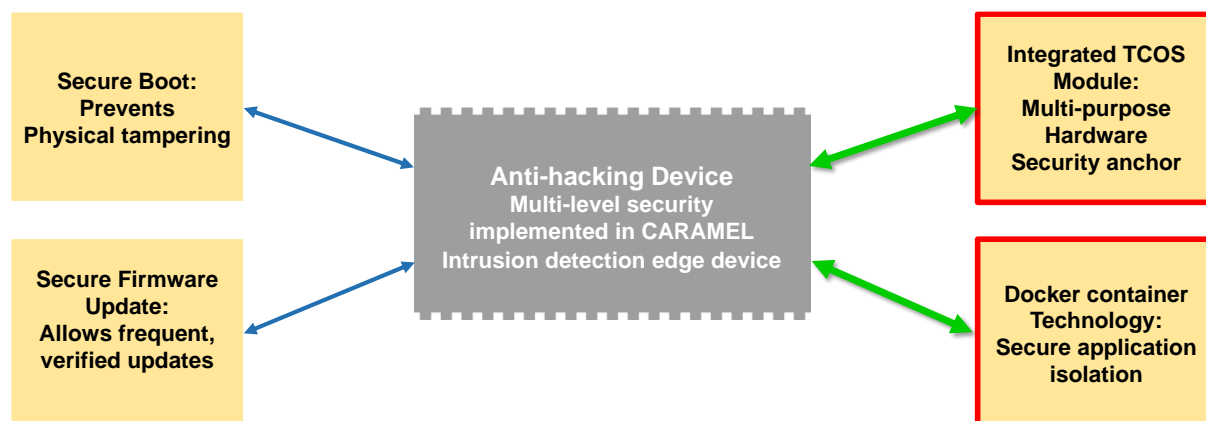 Secure Boot:
Prevents
Physical tampering
Secure Firmware
Update:
Allows frequent,
verified updates
Anti-hacking Device
Multi-level security
implemented in CARAMEL
Intrusion detection edge device
Integrated TCOS
Module:
Multi-purpose
Hardware
Security anchor
Docker container
Technology:
Secure application
isolation